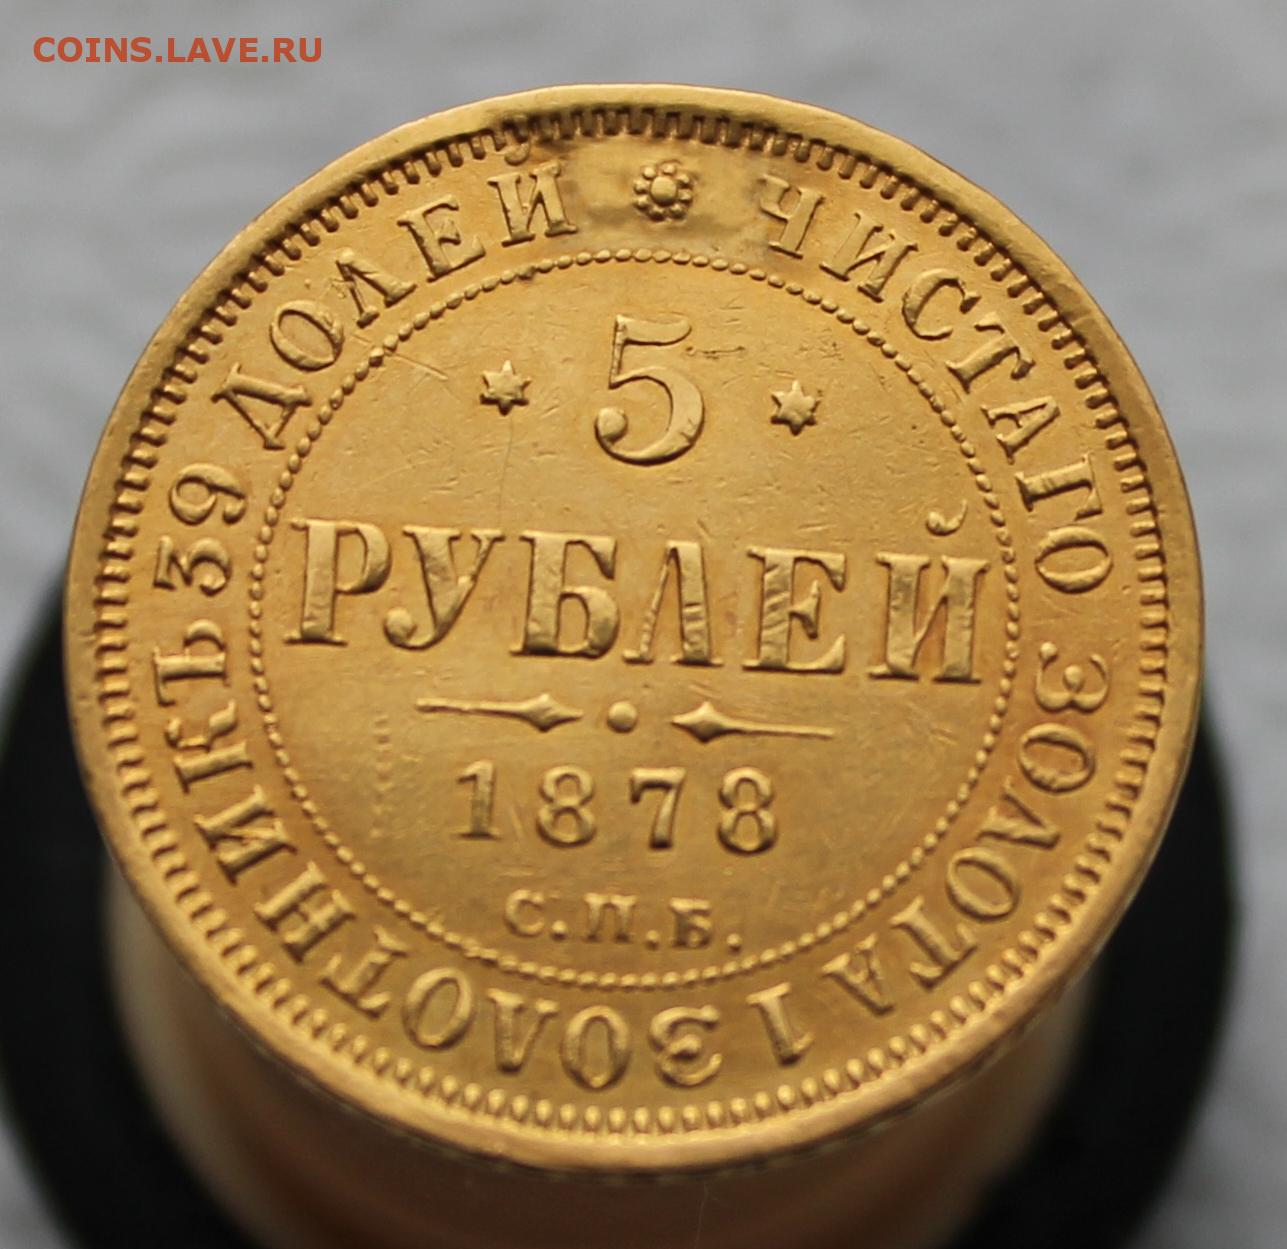 COINS.LAVE.RU
ЧИСТАГО ЗОЛОТА 1 ЗОЛОТНИКЪ 39 ДОЛЕЙ
5
РУБЛЕЙ
1878
С.П.Б.